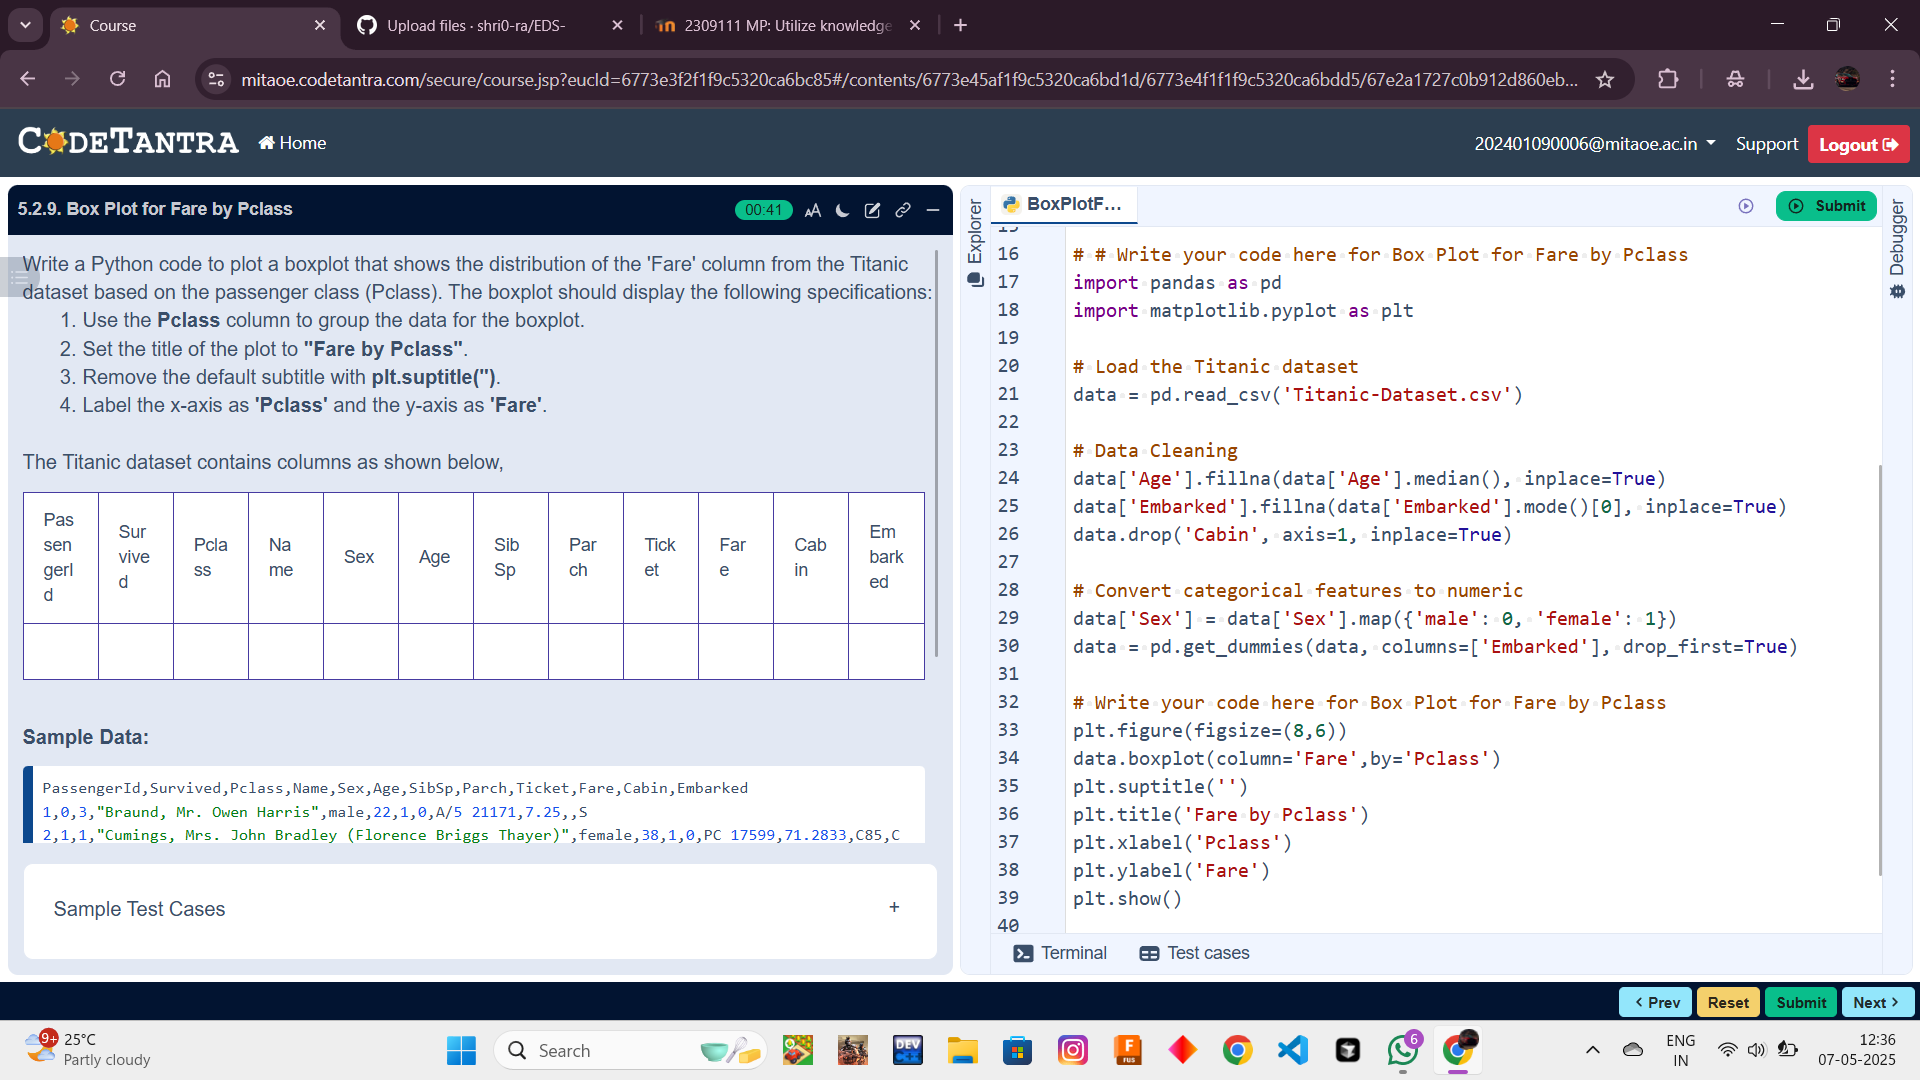 Course
Upload files · shri0-ra/EDS-
2309111 MP: Utilize knowledge
mitaoe.codetantra.com/secure/course.jsp?eucId=6773e3f2f1f9c5320ca6bc85#/contents/6773e45af1f9c5320ca6bd1d/6773e4f1f1f9c5320ca6bdd5/67e2a1727c0b912d860eb...
CODETANTRA
Home
202401090006@mitaoe.ac.in
Support
Logout
5.2.9. Box Plot for Fare by Pclass
00:41
Write a Python code to plot a boxplot that shows the distribution of the 'Fare' column from the Titanic
dataset based on the passenger class (Pclass). The boxplot should display the following specifications:
1. Use the Pclass column to group the data for the boxplot.
2. Set the title of the plot to "Fare by Pclass".
3. Remove the default subtitle with plt.suptitle('').
4. Label the x-axis as 'Pclass' and the y-axis as 'Fare'.
The Titanic dataset contains columns as shown below,
Pas
sen
gerI
d
Sur
vive
d
Pcla
ss
Na
me
Sex
Age
Sib
Sp
Par
ch
Tick
et
Far
e
Cab
in
Em
bark
ed
Sample Data:
PassengerId,Survived,Pclass,Name,Sex,Age,SibSp,Parch,Ticket,Fare,Cabin,Embarked
1,0,3,"Braund, Mr. Owen Harris",male,22,1,0,A/5 21171,7.25,,S
2,1,1,"Cumings, Mrs. John Bradley (Florence Briggs Thayer)",female,38,1,0,PC 17599,71.2833,C85,C
Sample Test Cases
+
Explorer
BoxPlotF...
Submit
Debugger
15
16 # # Write your code here for Box Plot for Fare by Pclass
17 import pandas as pd
18 import matplotlib.pyplot as plt
19
20 # Load the Titanic dataset
21 data = pd.read_csv('Titanic-Dataset.csv')
22
23 # Data Cleaning
24 data['Age'].fillna(data['Age'].median(), inplace=True)
25 data['Embarked'].fillna(data['Embarked'].mode()[0], inplace=True)
26 data.drop('Cabin', axis=1, inplace=True)
27
28 # Convert categorical features to numeric
29 data['Sex'] = data['Sex'].map({'male': 0, 'female': 1})
30 data = pd.get_dummies(data, columns=['Embarked'], drop_first=True)
31
32 # Write your code here for Box Plot for Fare by Pclass
33 plt.figure(figsize=(8,6))
34 data.boxplot(column='Fare',by='Pclass')
35 plt.suptitle('')
36 plt.title('Fare by Pclass')
37 plt.xlabel('Pclass')
38 plt.ylabel('Fare')
39 plt.show()
40
Terminal
Test cases
Prev
Reset
Submit
Next
9+
25°C
Partly cloudy
Search
DEV
F
FUS
6
ENG
IN
12:36
07-05-2025